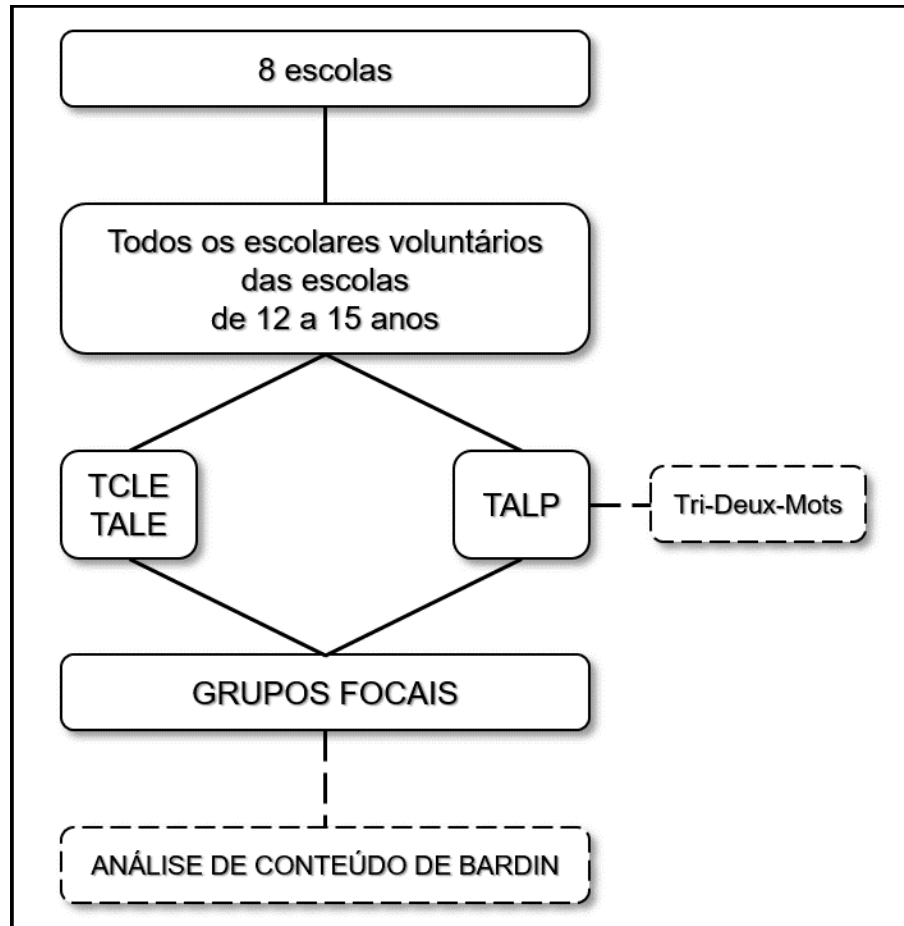 8 escolas
Todos os escolares voluntários
das escolas
de 12 a 15 anos
TCLE
TALE
TALP
Tri-Deux-Mots
GRUPOS FOCAIS
ANÁLISE DE CONTEÚDO DE BARDIN